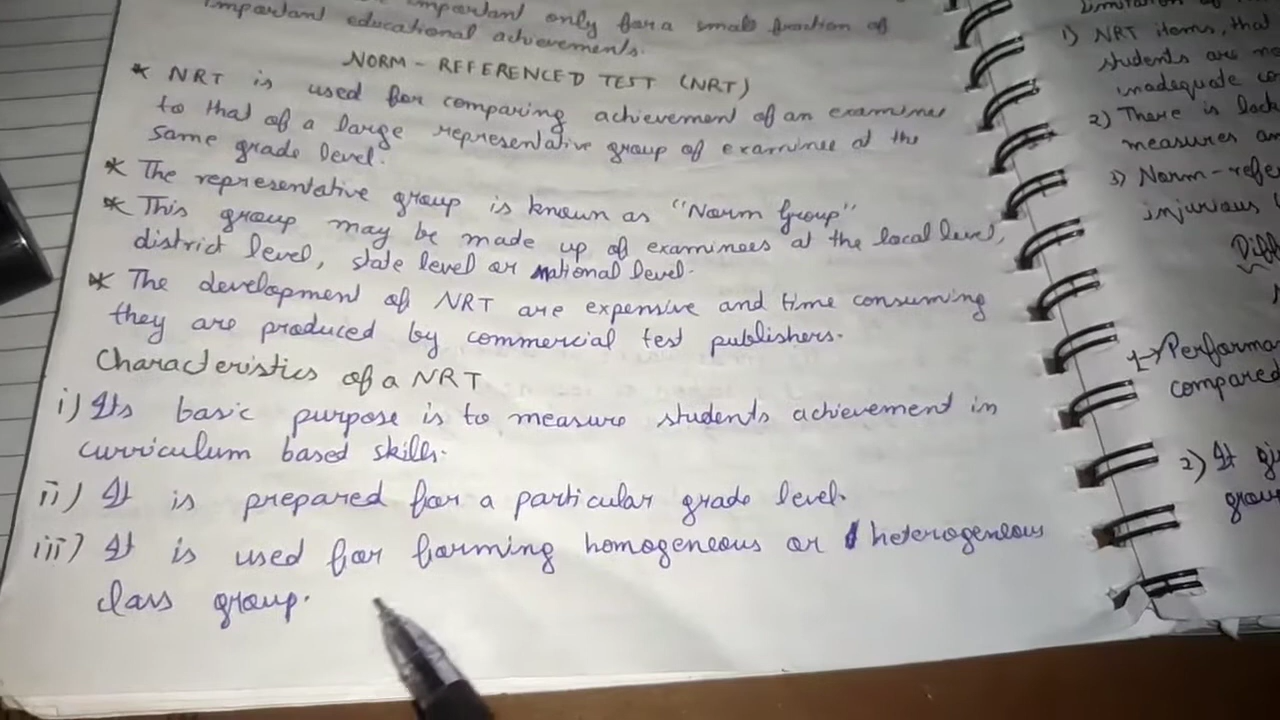 important only for a small fraction of
important educational achievements.
NORM - REFERENCED TEST (NRT)
* NRT is used for comparing achievement of an examinee
to that of a large representative group of examinee at the
same grade level.
* The representative group is known as "Norm Group"
* This group may be made up of examinees at the local level,
district level, state level or national level.
* The development of NRT are expensive and time consuming
they are produced by commercial test publishers.
Characteristics of a NRT
i) Its basic purpose is to measure students achievement in
curriculum based skills.
ii) It is prepared for a particular grade level.
iii) It is used for forming homogeneous or heterogeneous
class group.
1) NRT items, that
students are
inadequate
2) There is lack
measures
3) Norm-refe
injurious
1→ Performa
compared
2) It gi
grou